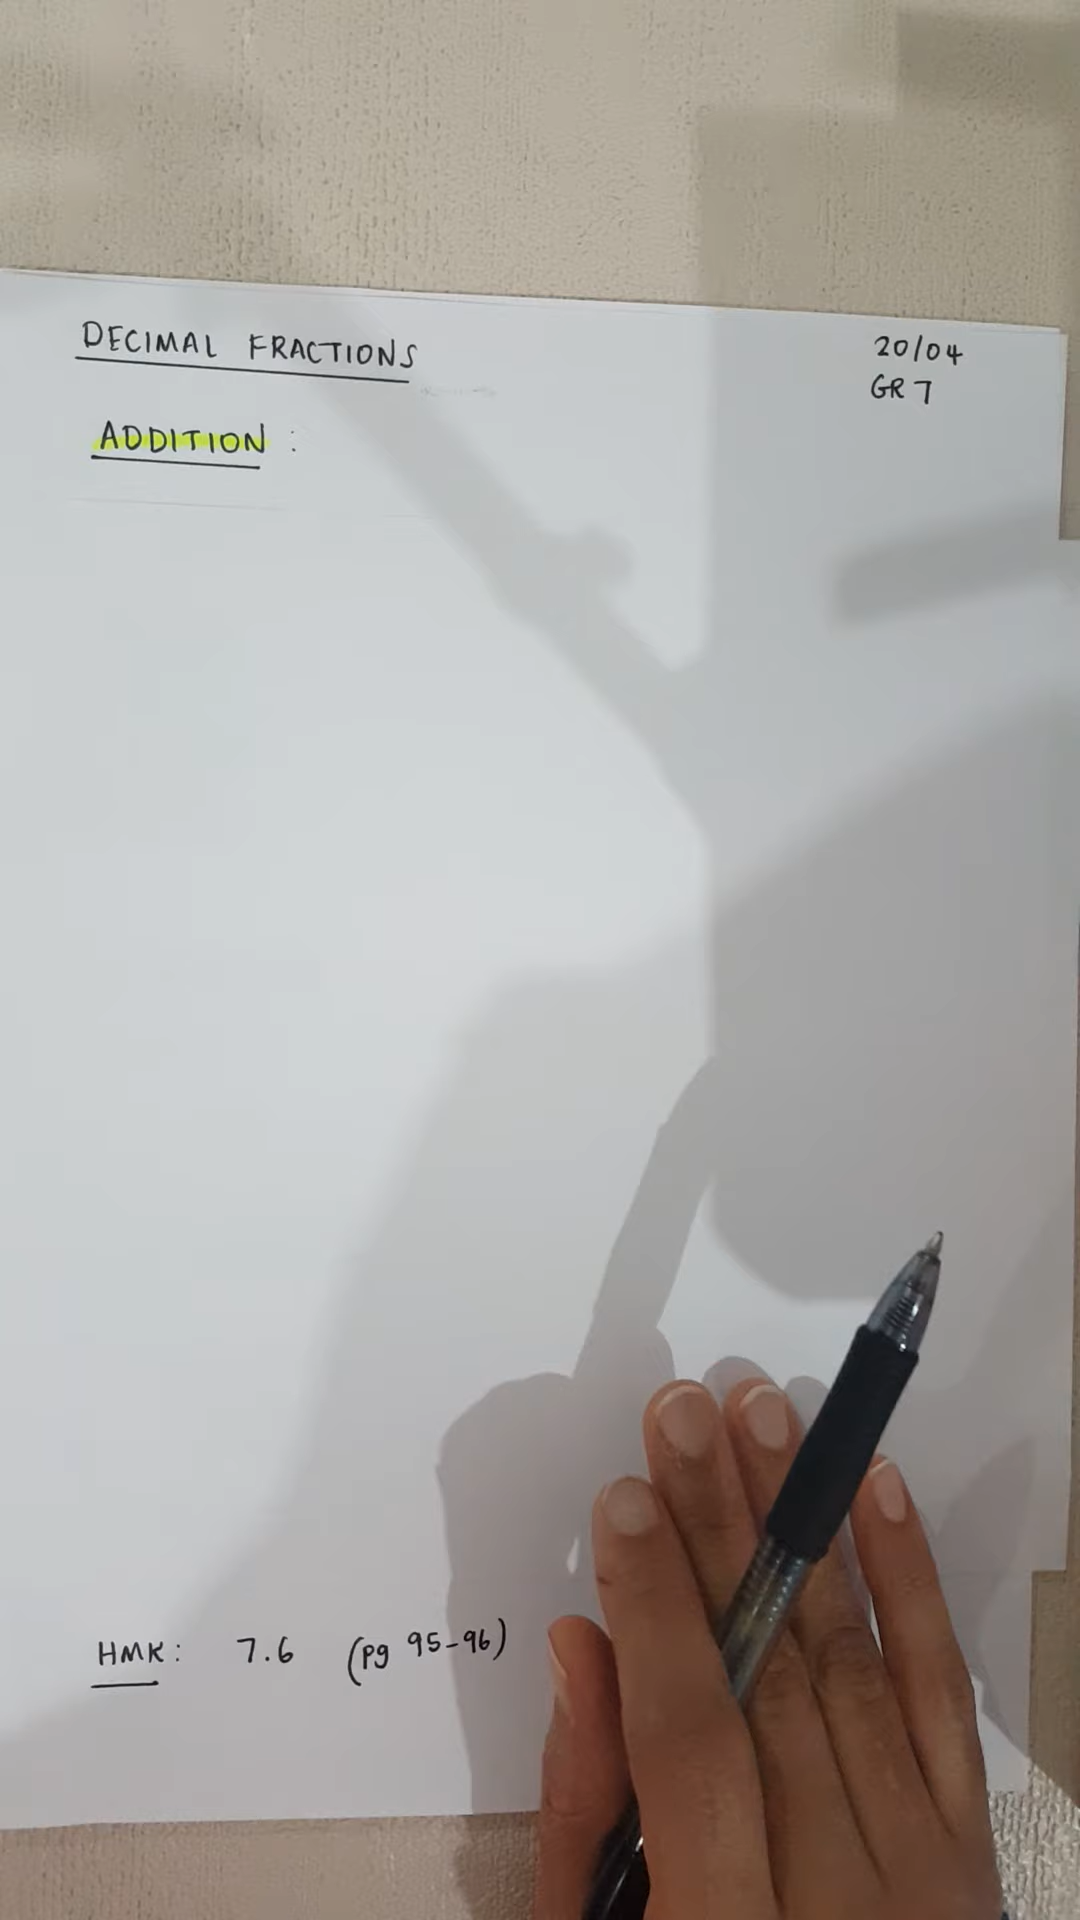 DECIMAL FRACTIONS
20/04
GR 7
ADDITION :
HMK : 7.6 (pg 95-96)